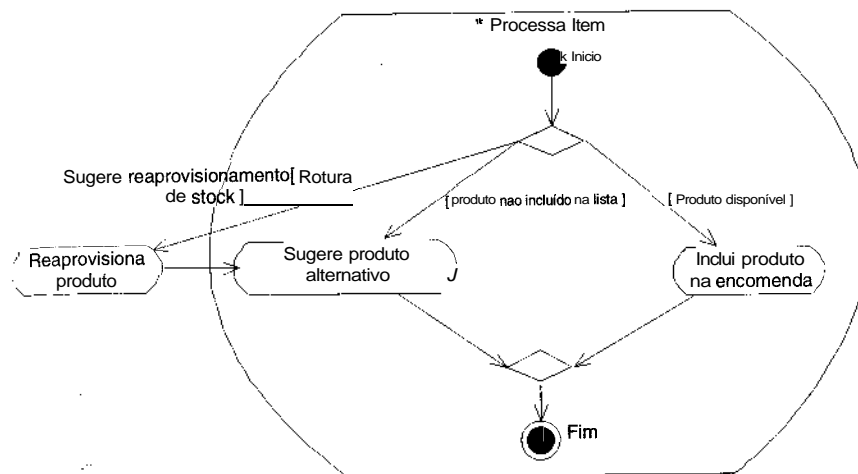 * Processa Item
k Inicio
Sugere reaprovisionamento[ Rotura
de stock ]
[ produto nao incluído na lista ]
[ Produto disponível ]
Reaprovisiona
produto
Sugere produto
alternativo
J
Inclui produto
na encomenda
Fim